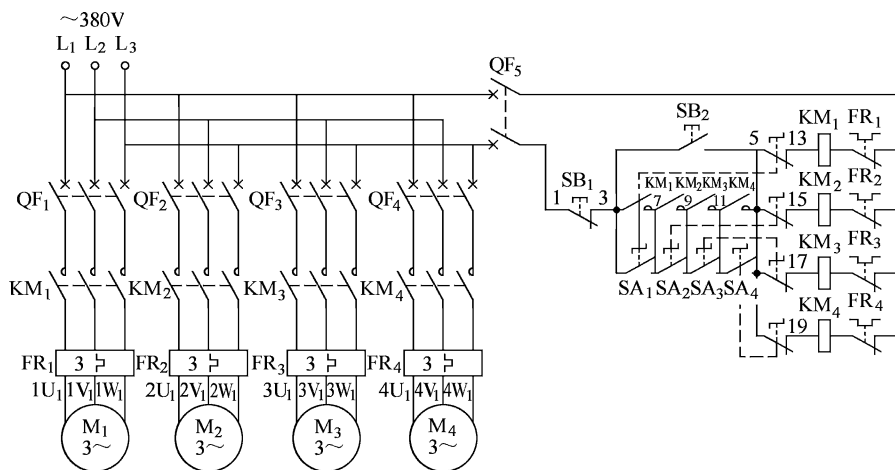 ～380V
L₁ L₂ L₃
QF₅
SB₂
5 13 KM₁ FR₁
QF₁ QF₂ QF₃ QF₄
1 SB₁ 3
KM₁ KM₂ KM₃ KM₄
7 9 11
15 KM₂ FR₂
KM₁ KM₂ KM₃ KM₄
SA₁ SA₂ SA₃ SA₄
17 KM₃ FR₃
19 KM₄ FR₄
FR₁ 3 FR₂ 3 FR₃ 3 FR₄ 3
1U₁ 1V₁ 1W₁ 2U₁ 2V₁ 2W₁ 3U₁ 3V₁ 3W₁ 4U₁ 4V₁ 4W₁
M₁ M₂ M₃ M₄
3～ 3～ 3～ 3～